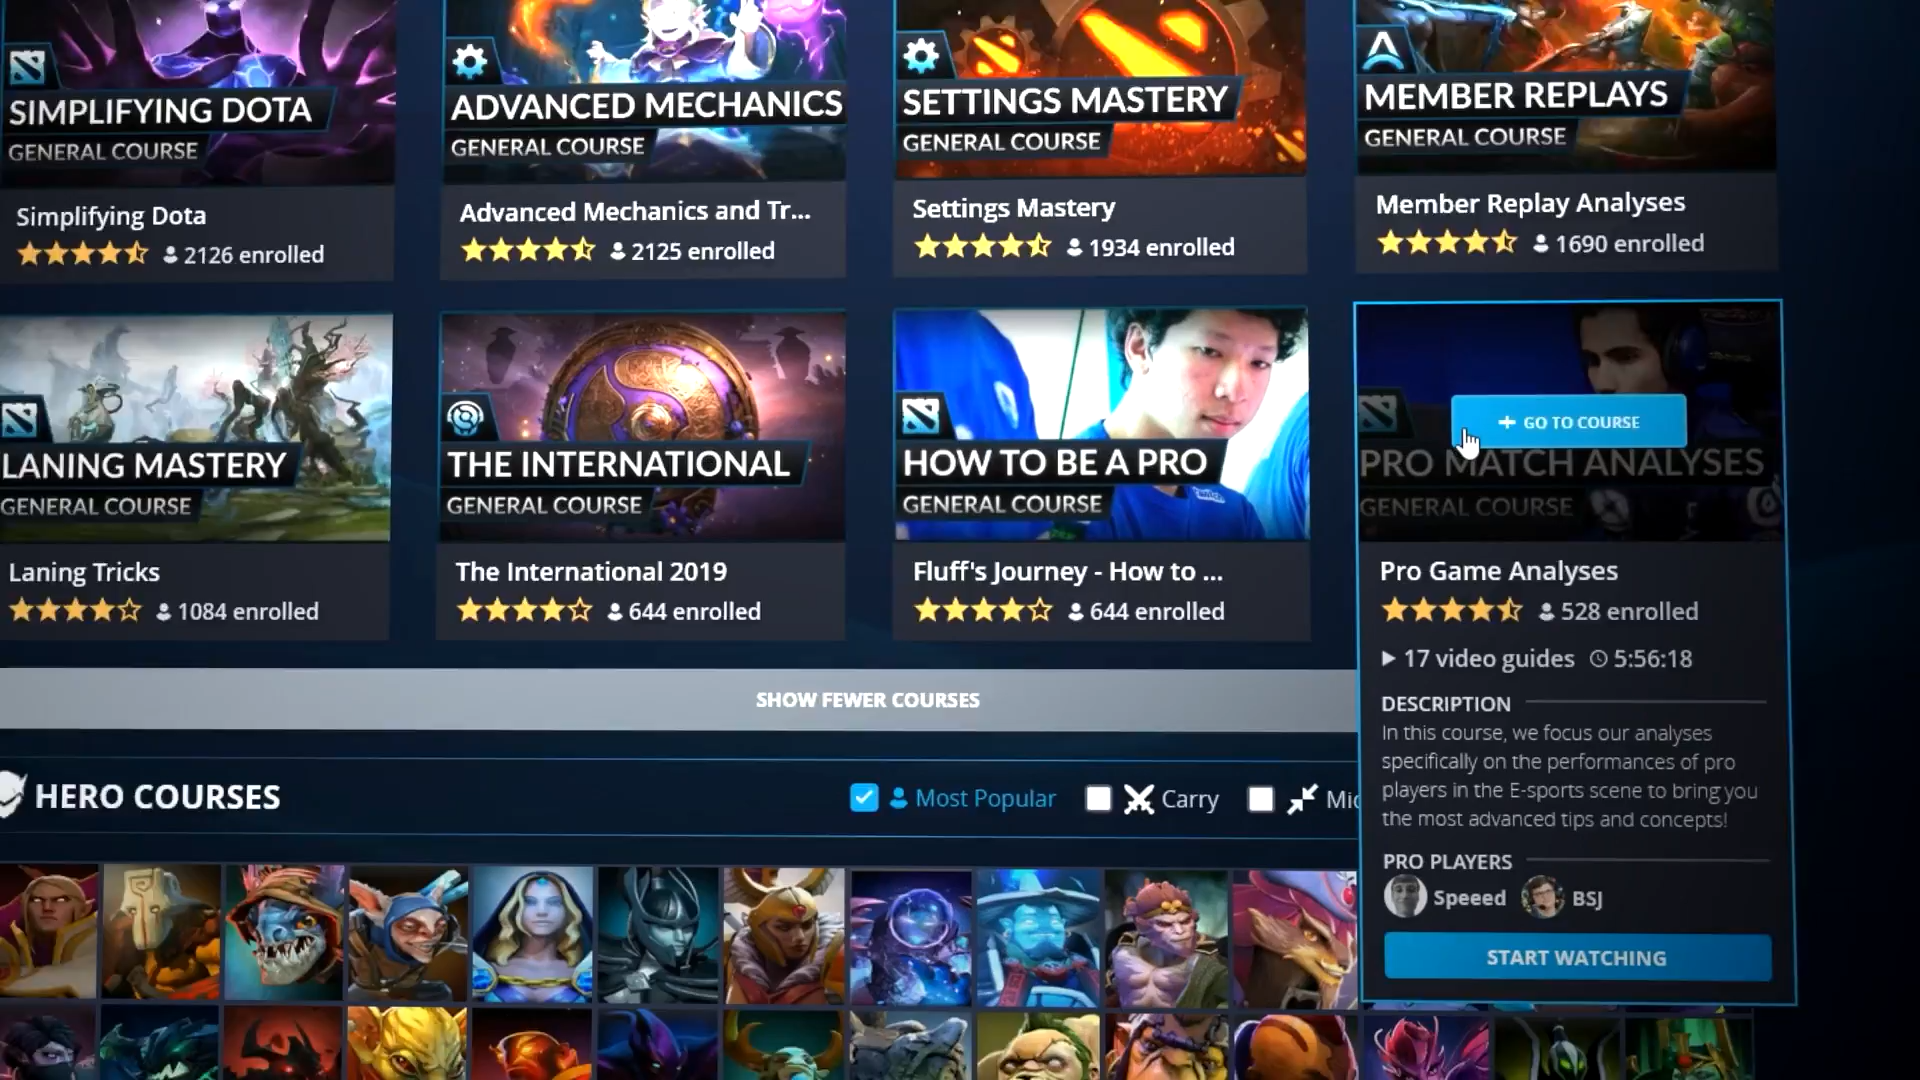 SIMPLIFYING DOTA
GENERAL COURSE
Simplifying Dota
2126 enrolled
ADVANCED MECHANICS
GENERAL COURSE
Advanced Mechanics and Tr...
2125 enrolled
SETTINGS MASTERY
GENERAL COURSE
Settings Mastery
1934 enrolled
MEMBER REPLAYS
GENERAL COURSE
Member Replay Analyses
1690 enrolled
LANING MASTERY
GENERAL COURSE
Laning Tricks
1084 enrolled
THE INTERNATIONAL
GENERAL COURSE
The International 2019
644 enrolled
HOW TO BE A PRO
GENERAL COURSE
Fluff's Journey - How to ...
644 enrolled
+ GO TO COURSE
PRO MATCH ANALYSES
GENERAL COURSE
Pro Game Analyses
528 enrolled
17 video guides 5:56:18
DESCRIPTION
In this course, we focus our analyses
specifically on the performances of pro
players in the E-sports scene to bring you
the most advanced tips and concepts!
PRO PLAYERS
Speeed BSJ
START WATCHING
SHOW FEWER COURSES
HERO COURSES
Most Popular Carry